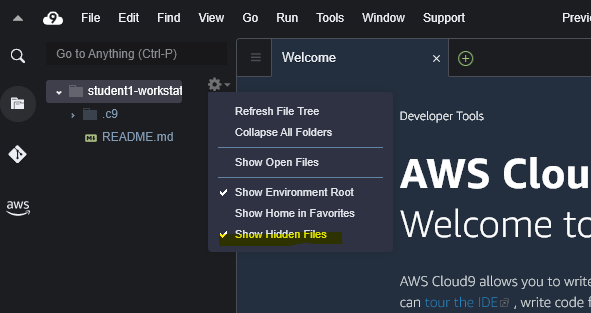 9 File Edit Find View Go Run Tools Window Support Previ
Go to Anything (Ctrl-P)
Welcome
student1-workstat
.c9
README.md
aws
Refresh File Tree
Collapse All Folders
Show Open Files
Show Environment Root
Show Home in Favorites
Show Hidden Files
Developer Tools
AWS Clou
Welcome to
AWS Cloud9 allows you to write
can tour the IDE , write code f